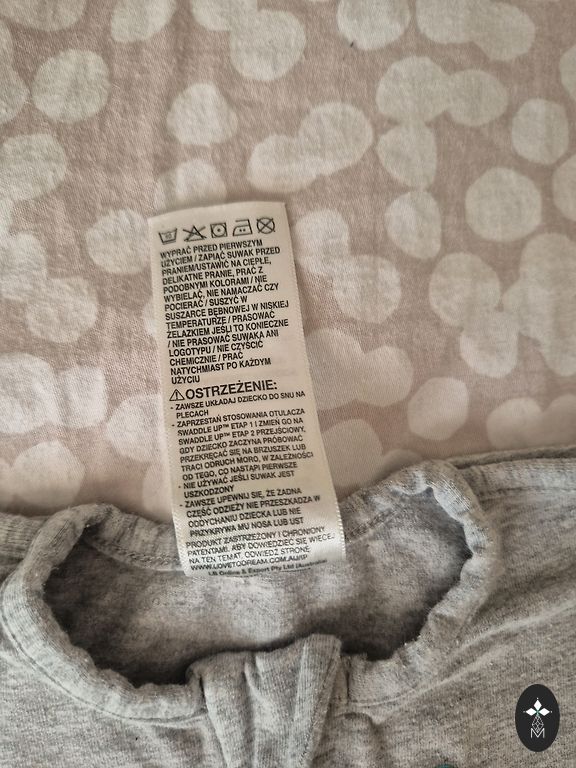 WYPRAĆ PRZED PIERWSZYM
UŻYCIEM / ZAPIĄĆ SUWAK PRZED
PRANIEM/USTAWIĆ NA CIEPŁE,
DELIKATNE PRANIE, PRAĆ Z
PODOBNYMI KOLORAMI / NIE
WYBIELAĆ, NIE NAMACZAĆ CZY
POCIERAĆ / SUSZYĆ W
SUSZARCE BĘBNOWEJ W NISKIEJ
TEMPERATURZE / PRASOWAĆ
ŻELAZKIEM JEŚLI TO KONIECZNE
/ NIE PRASOWAĆ SUWAKA ANI
LOGOTYPU / NIE CZYŚCIĆ
CHEMICZNIE / PRAĆ
NATYCHMIAST PO KAŻDYM
UŻYCIU
⚠OSTRZEŻENIE:
- ZAWSZE UKŁADAJ DZIECKO DO SNU NA
PLECACH
- ZAPRZESTAŃ STOSOWANIA OTULACZA
SWADDLE UP™ ETAP 1 I ZMIEŃ GO NA
SWADDLE UP™ ETAP 2 PRZEJŚCIOWY,
GDY DZIECKO ZACZYNA PRÓBOWAĆ
PRZEKRĘCAĆ SIĘ NA BRZUSZEK LUB
TRACI ODRUCH MORO, W ZALEŻNOŚCI
OD TEGO, CO NASTĄPI PIERWSZE
- NIE UŻYWAĆ JEŚLI SUWAK JEST
USZKODZONY
- ZAWSZE UPEWNIJ SIĘ, ŻE ŻADNA
CZĘŚĆ ODZIEŻY NIE PRZESZKADZA W
ODDYCHANIU DZIECKA LUB NIE
PRZYKRYWA MU NOSA LUB UST
PRODUKT ZASTRZEŻONY I CHRONIONY
PATENTAMI. ABY DOWIEDZIEĆ SIĘ WIĘCEJ
NA TEN TEMAT, ODWIEDŹ STRONĘ
WWW.LOVETODREAM.COM.AU/IP
Online & Export Pty Ltd (Australia
M